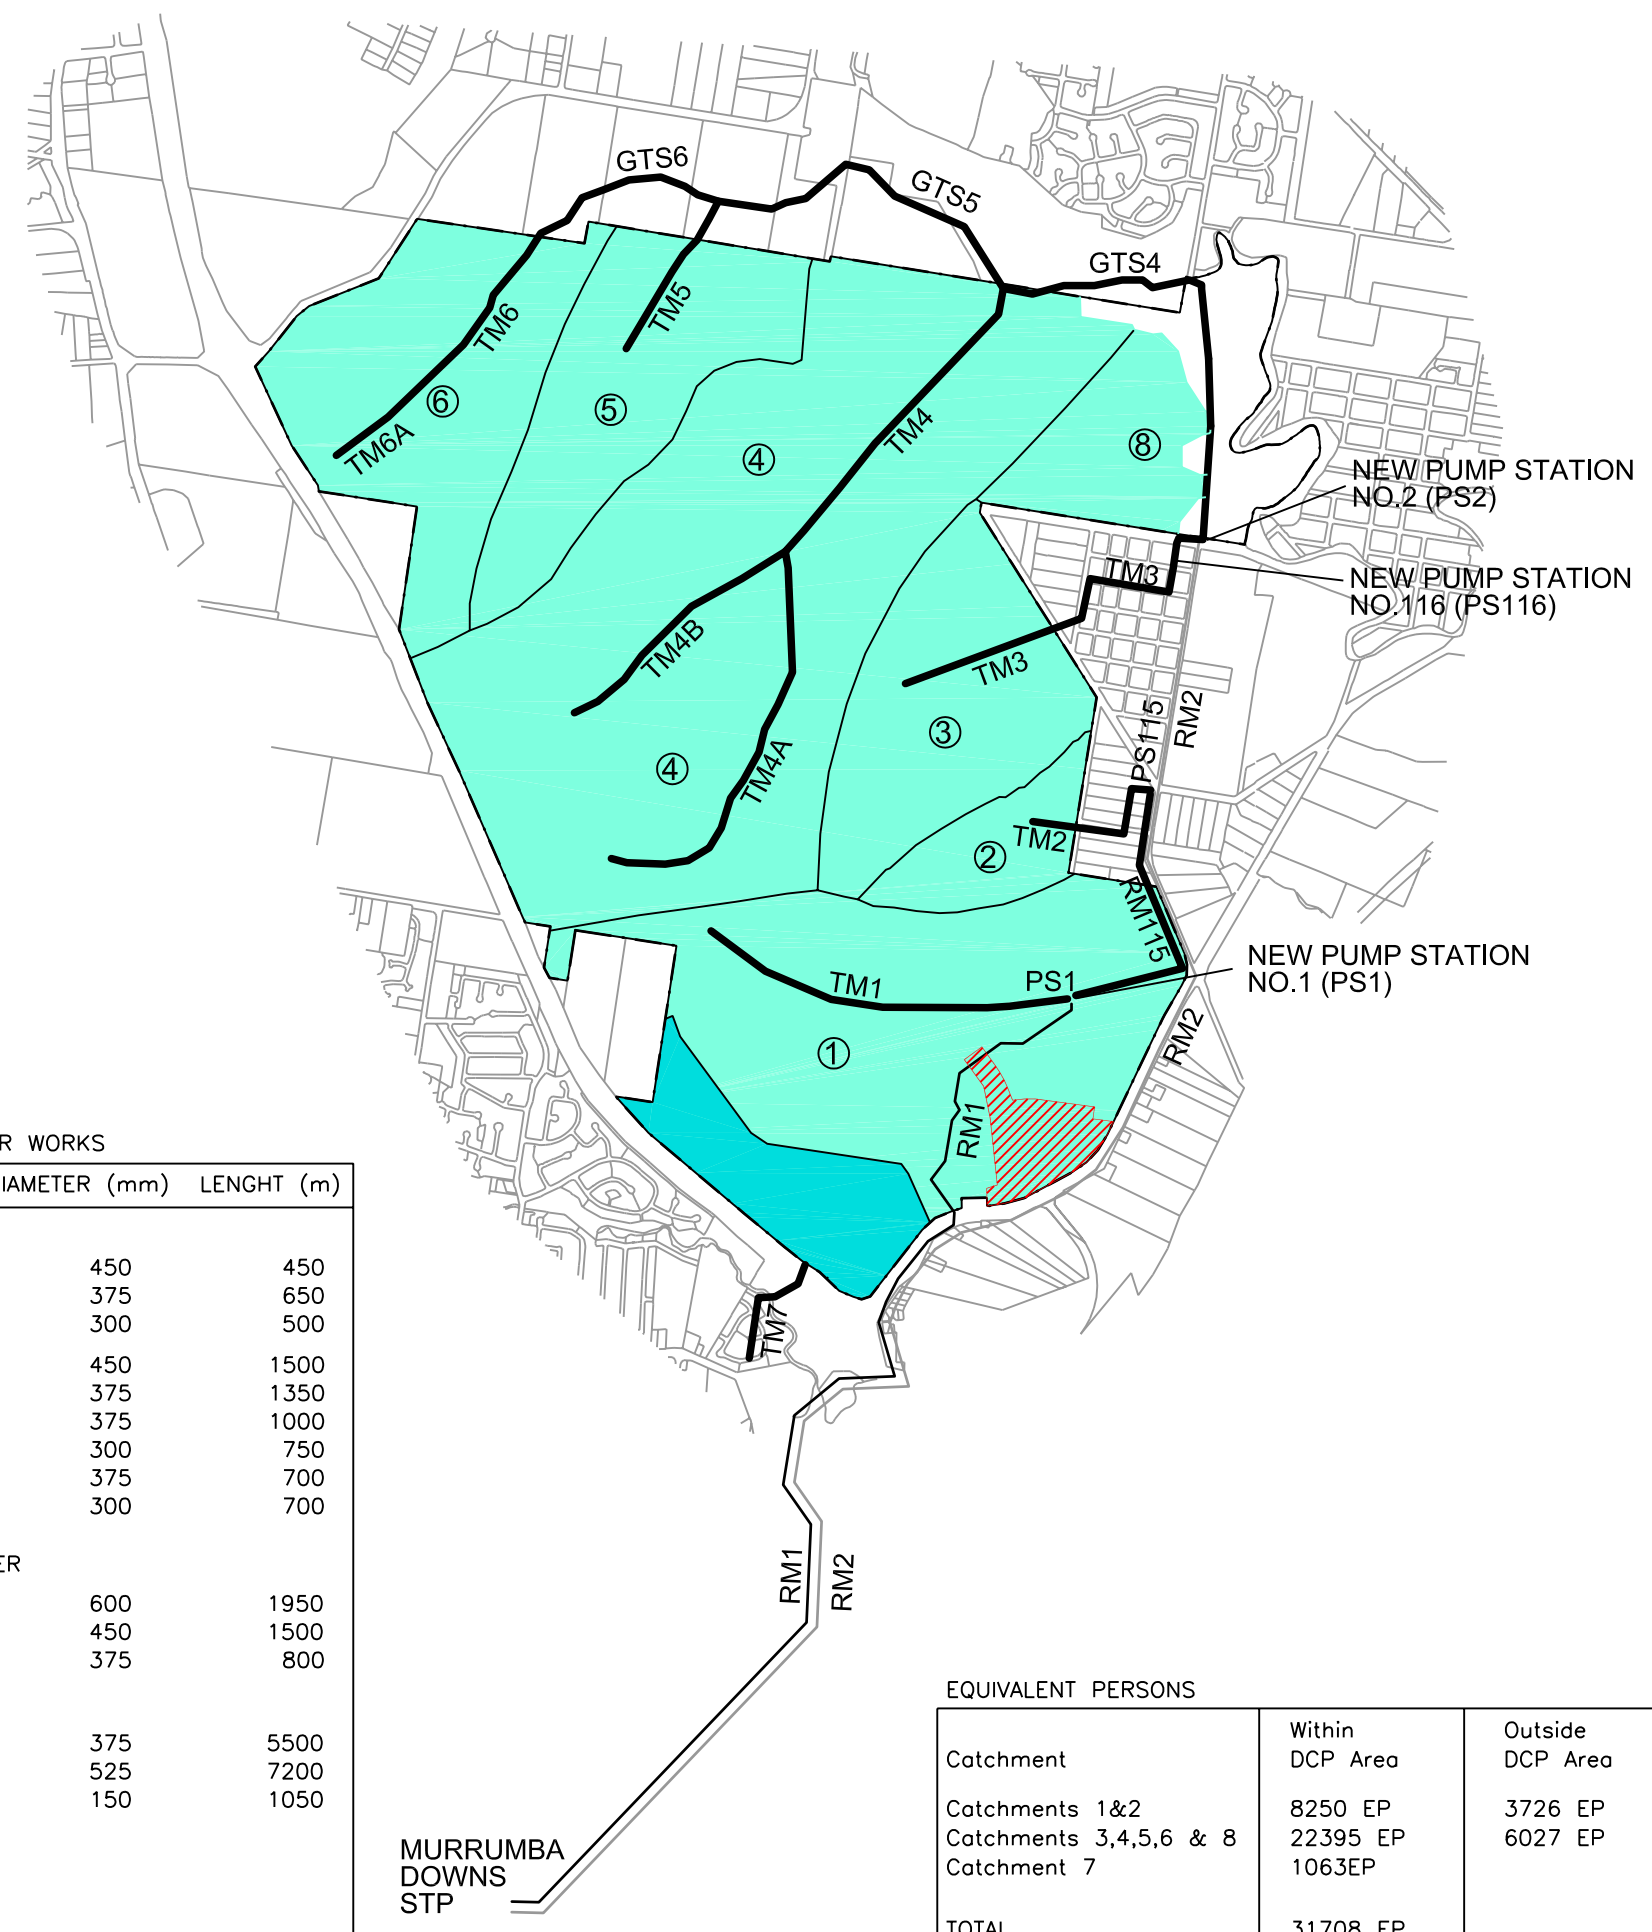 GTS6
GTS5
GTS4
TM5
TM6
TM4
⑥
⑤
TM6A
④
⑧
NEW PUMP STATION
NO.2 (PS2)
TM3
NEW PUMP STATION
NO.116 (PS116)
TM4B
TM3
PS115
RM2
③
④
TM4A
TM2
②
RM115
NEW PUMP STATION
NO.1 (PS1)
TM1
PS1
①
RM2
RM1
TM7
RM1
RM2
MURRUMBA
DOWNS
STP
R WORKS
IAMETER (mm) LENGHT (m)
450 450
375 650
300 500
450 1500
375 1350
375 1000
300 750
375 700
300 700
ER
600 1950
450 1500
375 800
375 5500
525 7200
150 1050
EQUIVALENT PERSONS
Within Outside
Catchment DCP Area DCP Area
Catchments 1&2 8250 EP 3726 EP
Catchments 3,4,5,6 & 8 22395 EP 6027 EP
Catchment 7 1063EP
TOTAL 31708 EP